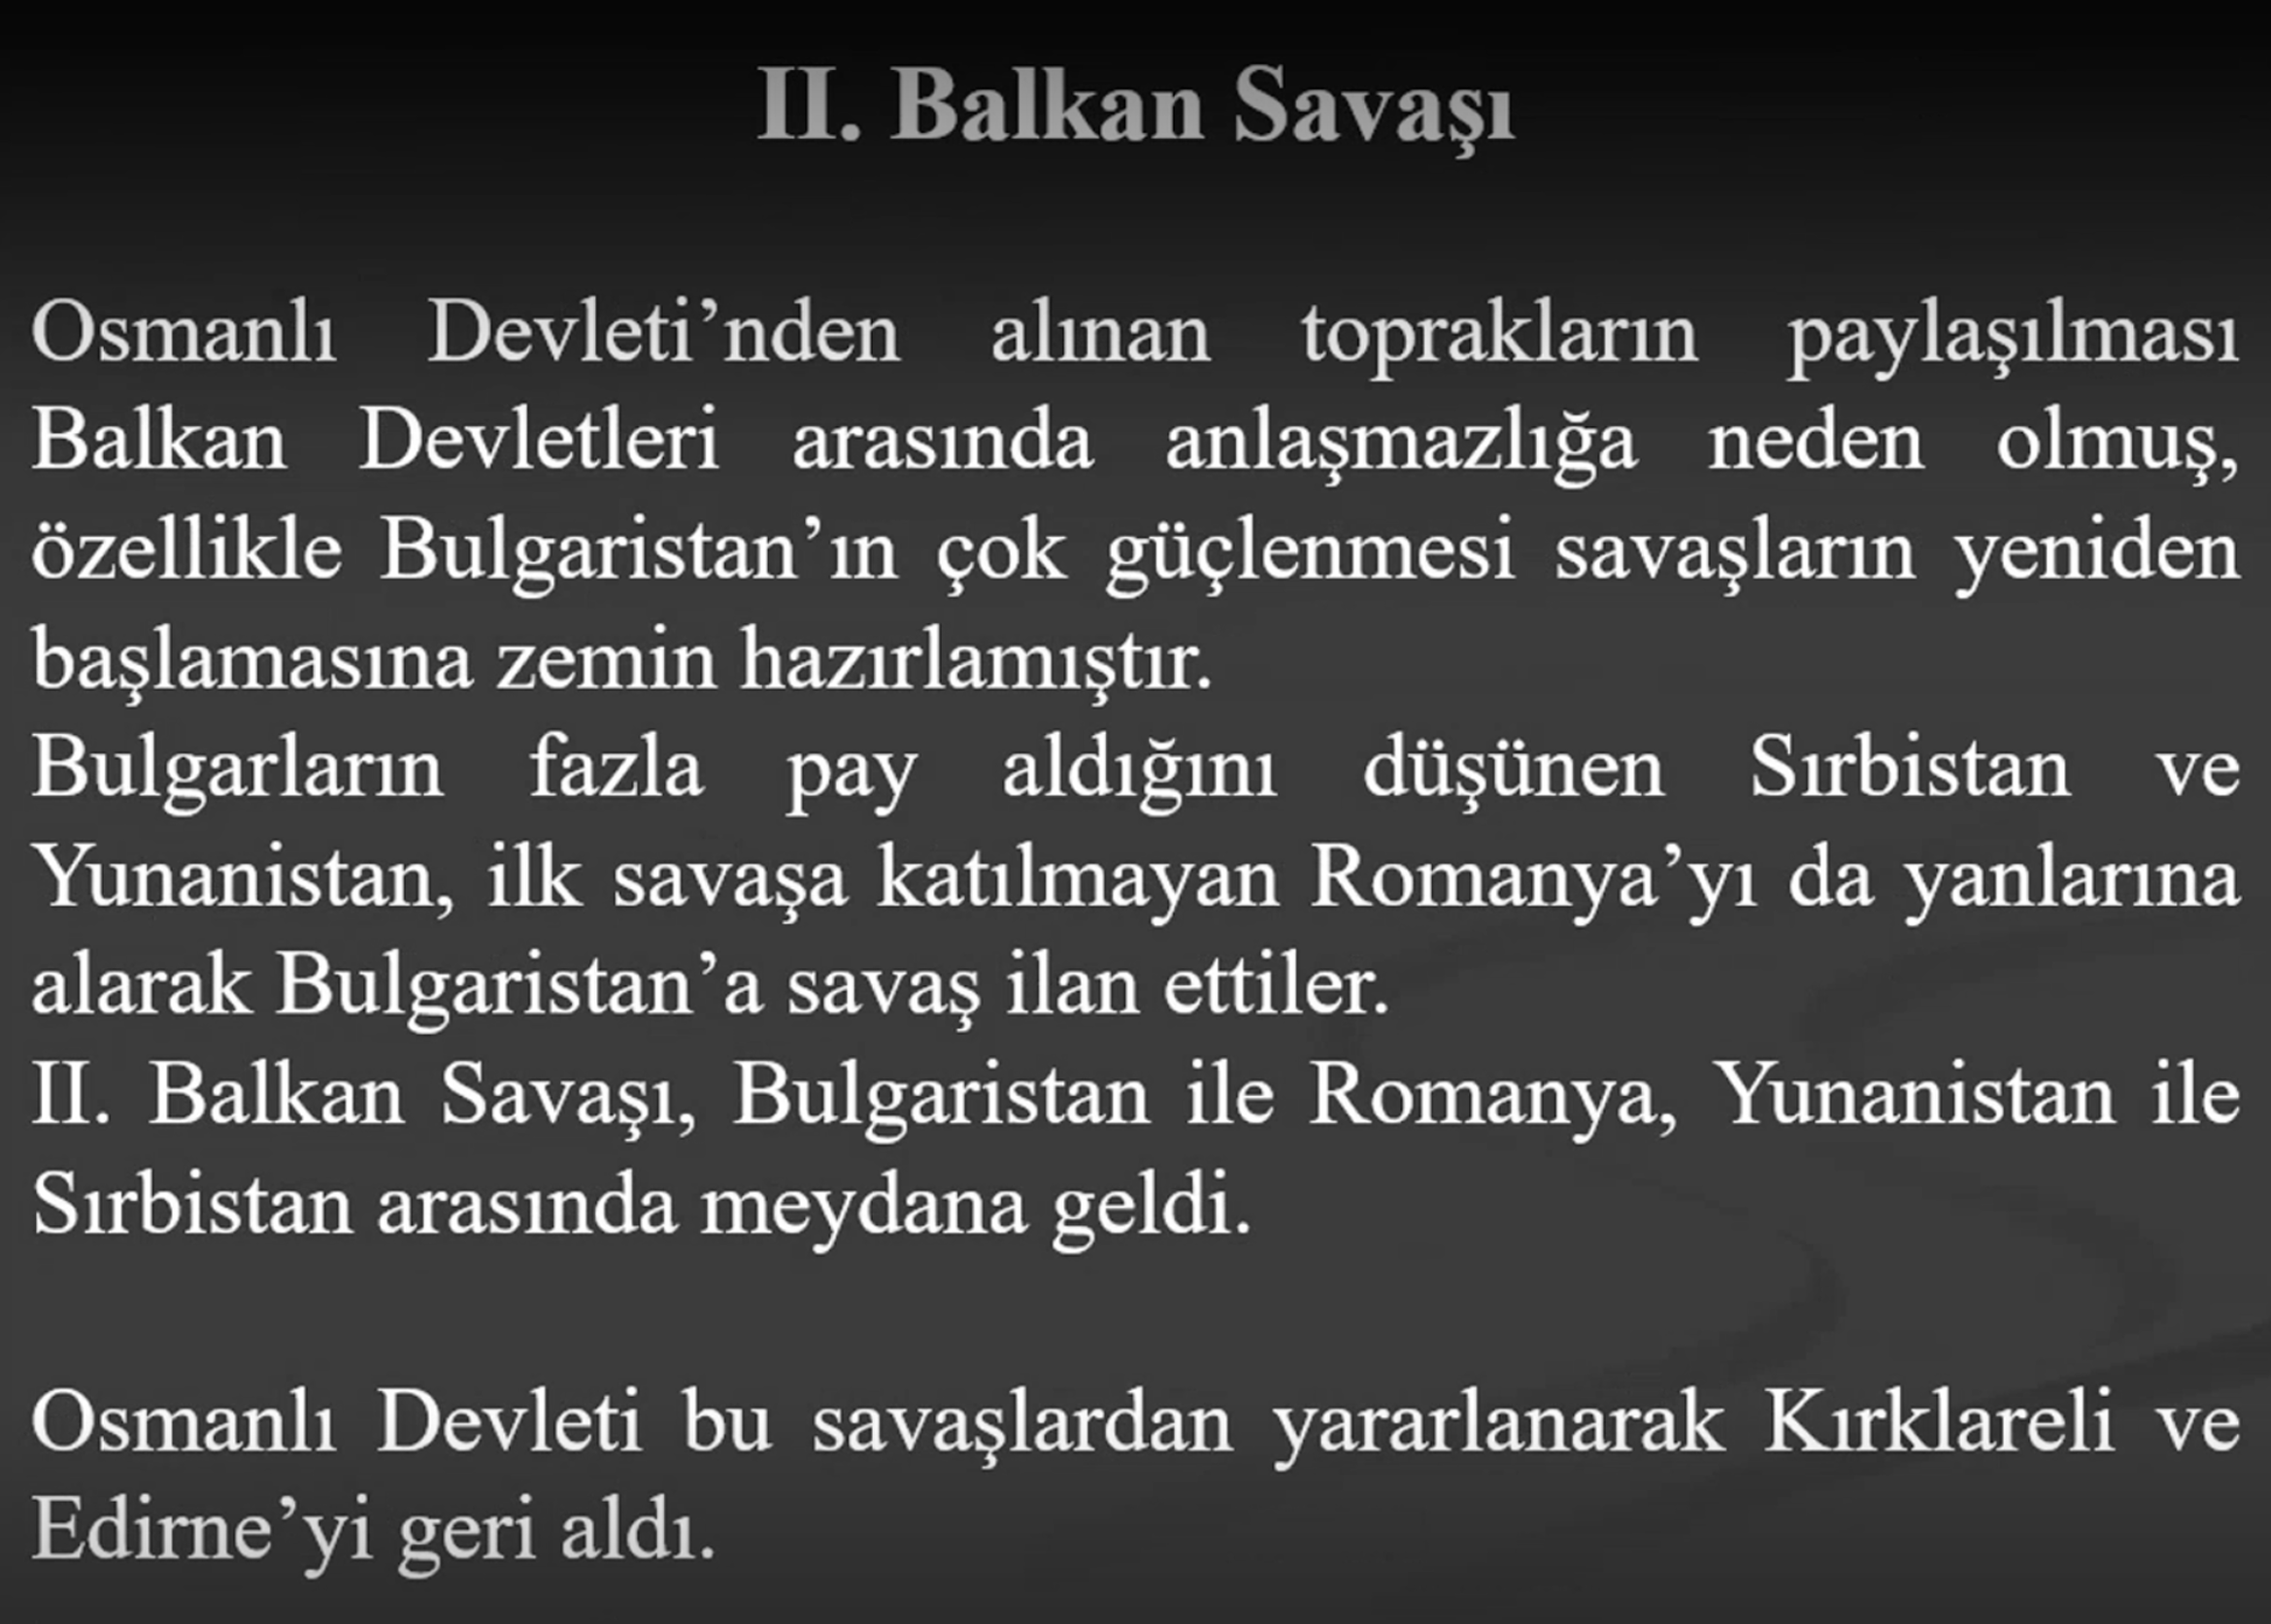 II. Balkan Savaşı
Osmanlı Devleti’nden alınan toprakların paylaşılması
Balkan Devletleri arasında anlaşmazlığa neden olmuş,
özellikle Bulgaristan’ın çok güçlenmesi savaşların yeniden
başlamasına zemin hazırlamıştır.
Bulgarların fazla pay aldığını düşünen Sırbistan ve
Yunanistan, ilk savaşa katılmayan Romanya’yı da yanlarına
alarak Bulgaristan’a savaş ilan ettiler.
II. Balkan Savaşı, Bulgaristan ile Romanya, Yunanistan ile
Sırbistan arasında meydana geldi.
Osmanlı Devleti bu savaşlardan yararlanarak Kırklareli ve
Edirne’yi geri aldı.